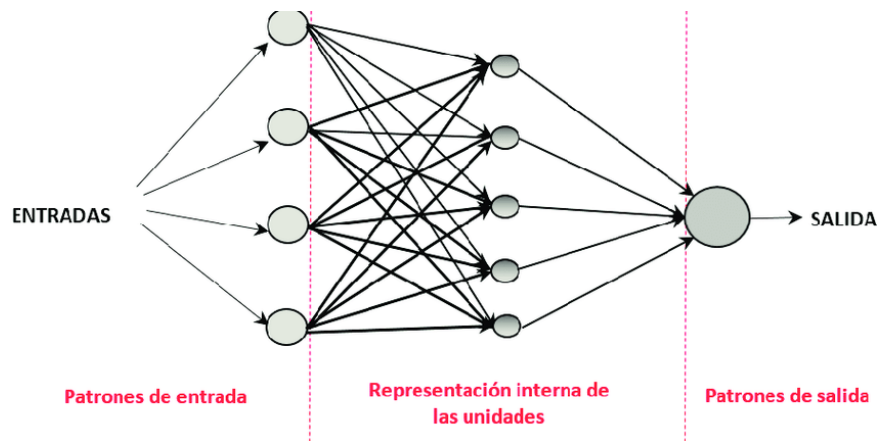 ENTRADAS
SALIDA
Patrones de entrada
Representación interna de
las unidades
Patrones de salida